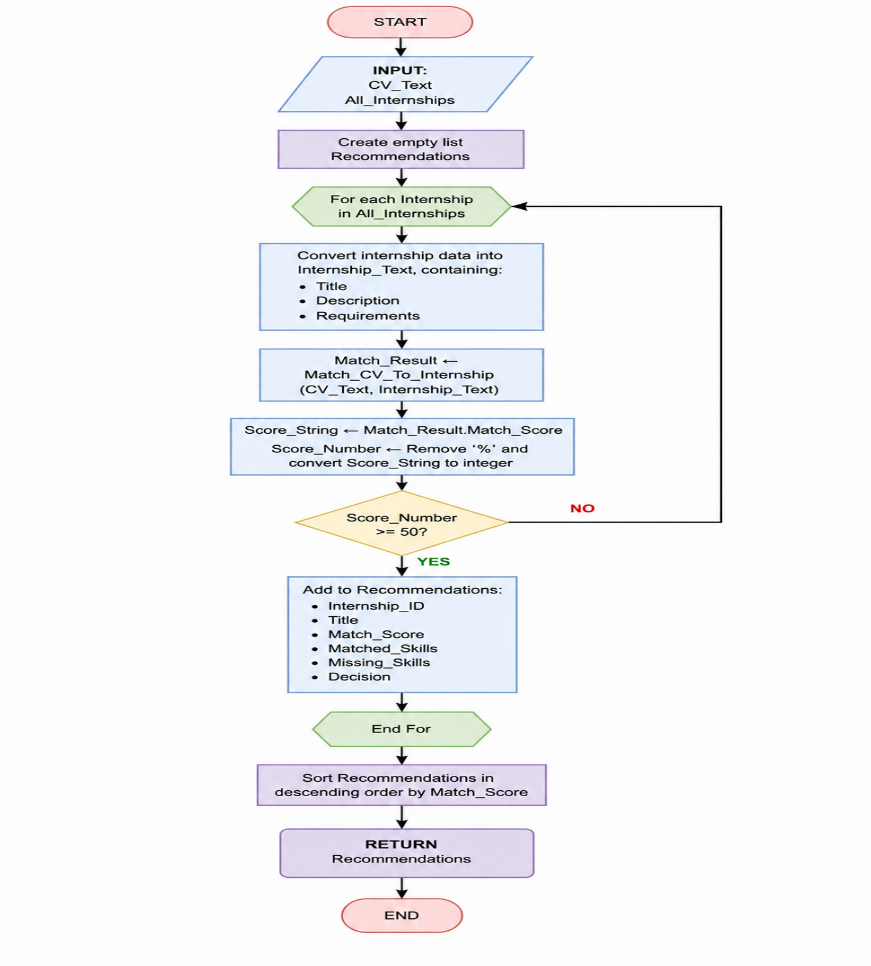 START
INPUT:
CV_Text
All_Internships
Create empty list
Recommendations
For each Internship
in All_Internships
Convert internship data into
Internship_Text, containing:
• Title
• Description
• Requirements
Match_Result ←
Match_CV_To_Internship
(CV_Text, Internship_Text)
Score_String ← Match_Result.Match_Score
Score_Number ← Remove ‘%’ and
convert Score_String to integer
Score_Number
>= 50?
NO
YES
Add to Recommendations:
• Internship_ID
• Title
• Match_Score
• Matched_Skills
• Missing_Skills
• Decision
End For
Sort Recommendations in
descending order by Match_Score
RETURN
Recommendations
END